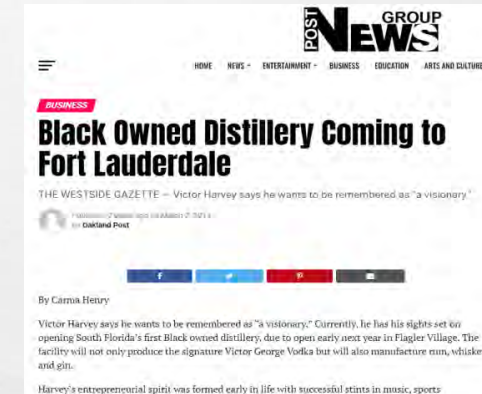 POST
NEWS
GROUP
HOME NEWS ENTERTAINMENT BUSINESS EDUCATION ARTS AND CULTURE
BUSINESS
Black Owned Distillery Coming to
Fort Lauderdale
THE WESTSIDE GAZETTE — Victor Harvey says he wants to be remembered as "a visionary"
Oakland Post
By Carma Henry
Victor Harvey says he wants to be remembered as "a visionary." Currently, he has his sights set on
opening South Florida's first Black owned distillery, due to open early next year in Flagler Village. The
facility will not only produce the signature Victor George Vodka but will also manufacture rum, whiske
and gin.
Harvey's entrepreneurial spirit was formed early in life with successful stints in music, sports